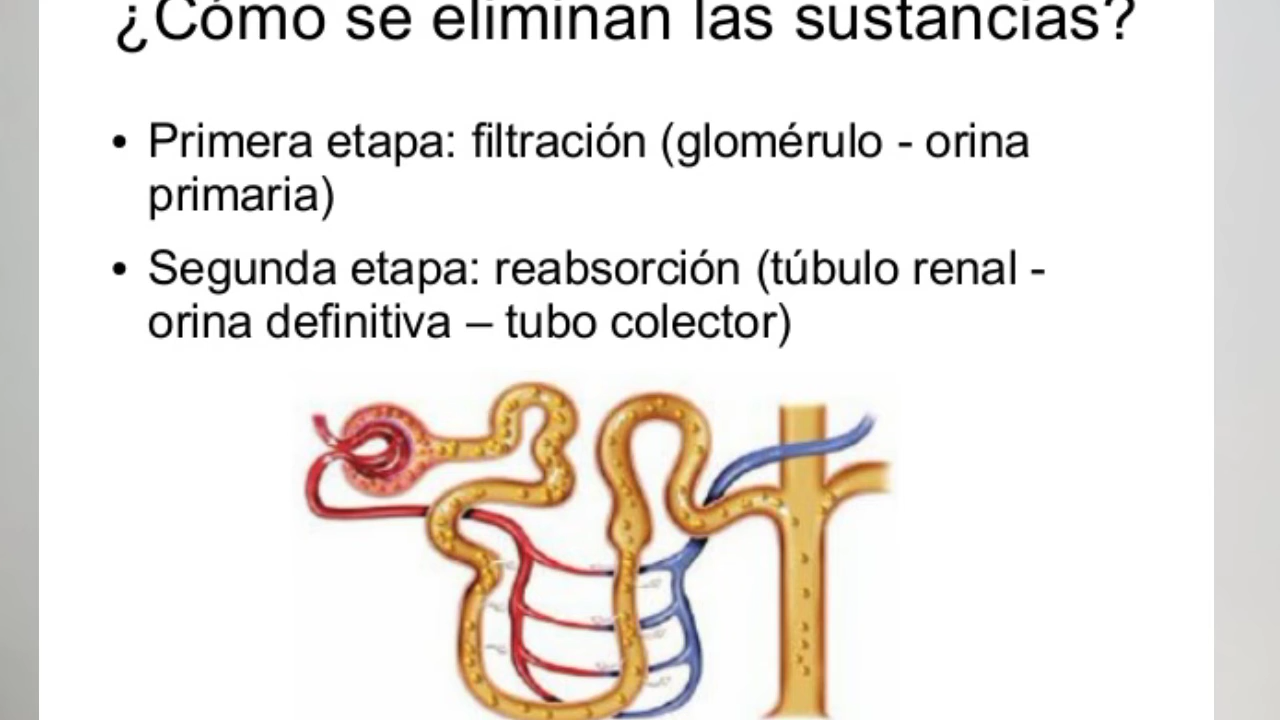 ¿Cómo se eliminan las sustancias?
• Primera etapa: filtración (glomérulo - orina
primaria)
• Segunda etapa: reabsorción (túbulo renal -
orina definitiva – tubo colector)